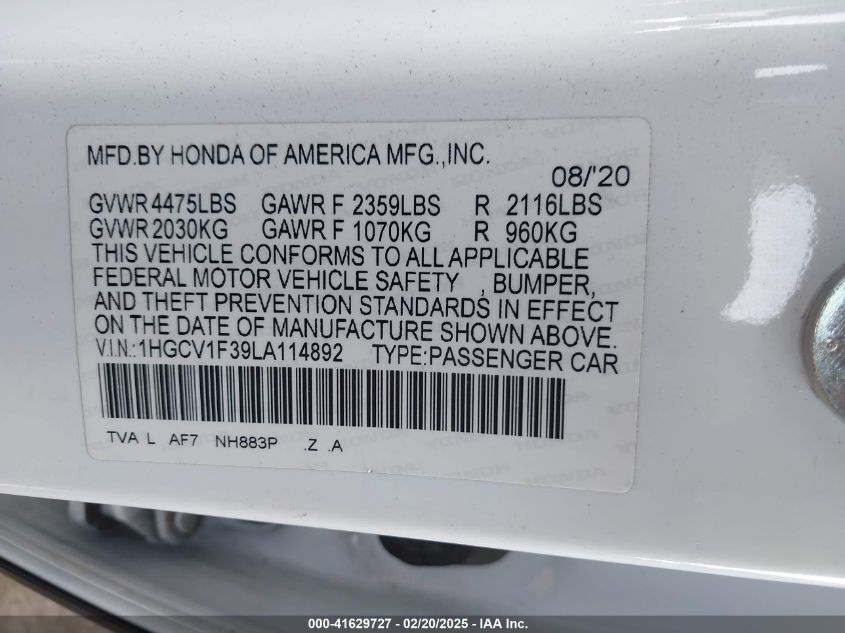 MFD.BY HONDA OF AMERICA MFG.,INC.
08/'20
GVWR 4475LBS GAWR F 2359LBS R 2116LBS
GVWR 2030KG GAWR F 1070KG R 960KG
THIS VEHICLE CONFORMS TO ALL APPLICABLE
FEDERAL MOTOR VEHICLE SAFETY , BUMPER,
AND THEFT PREVENTION STANDARDS IN EFFECT
ON THE DATE OF MANUFACTURE SHOWN ABOVE.
V.I.N.:1HGCV1F39LA114892 TYPE:PASSENGER CAR
TVA L AF7 NH883P .Z .A
000-41629727 - 02/20/2025 - IAA Inc.